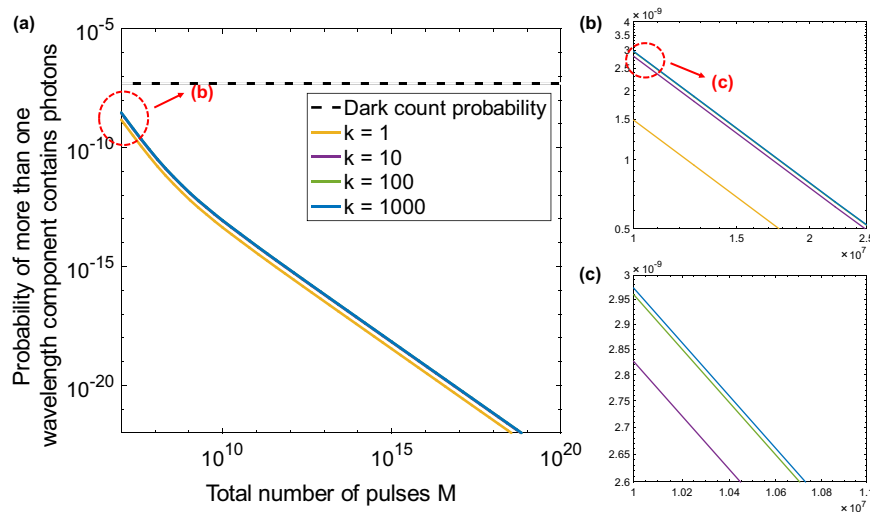 (a)
Probability of more than one
wavelength component contains photons
10^-5
10^-10
10^-15
10^-20
10^10
10^15
10^20
Total number of pulses M
(b)
Dark count probability
k = 1
k = 10
k = 100
k = 1000
(b)
× 10^-9
4
3
2.5
2
1.5
1
0.5
1
1.5
2
2.5
× 10^7
(c)
(c)
× 10^-9
3
2.95
2.9
2.85
2.8
2.75
2.7
2.65
2.6
1
1.02
1.04
1.06
1.08
1.1
× 10^7